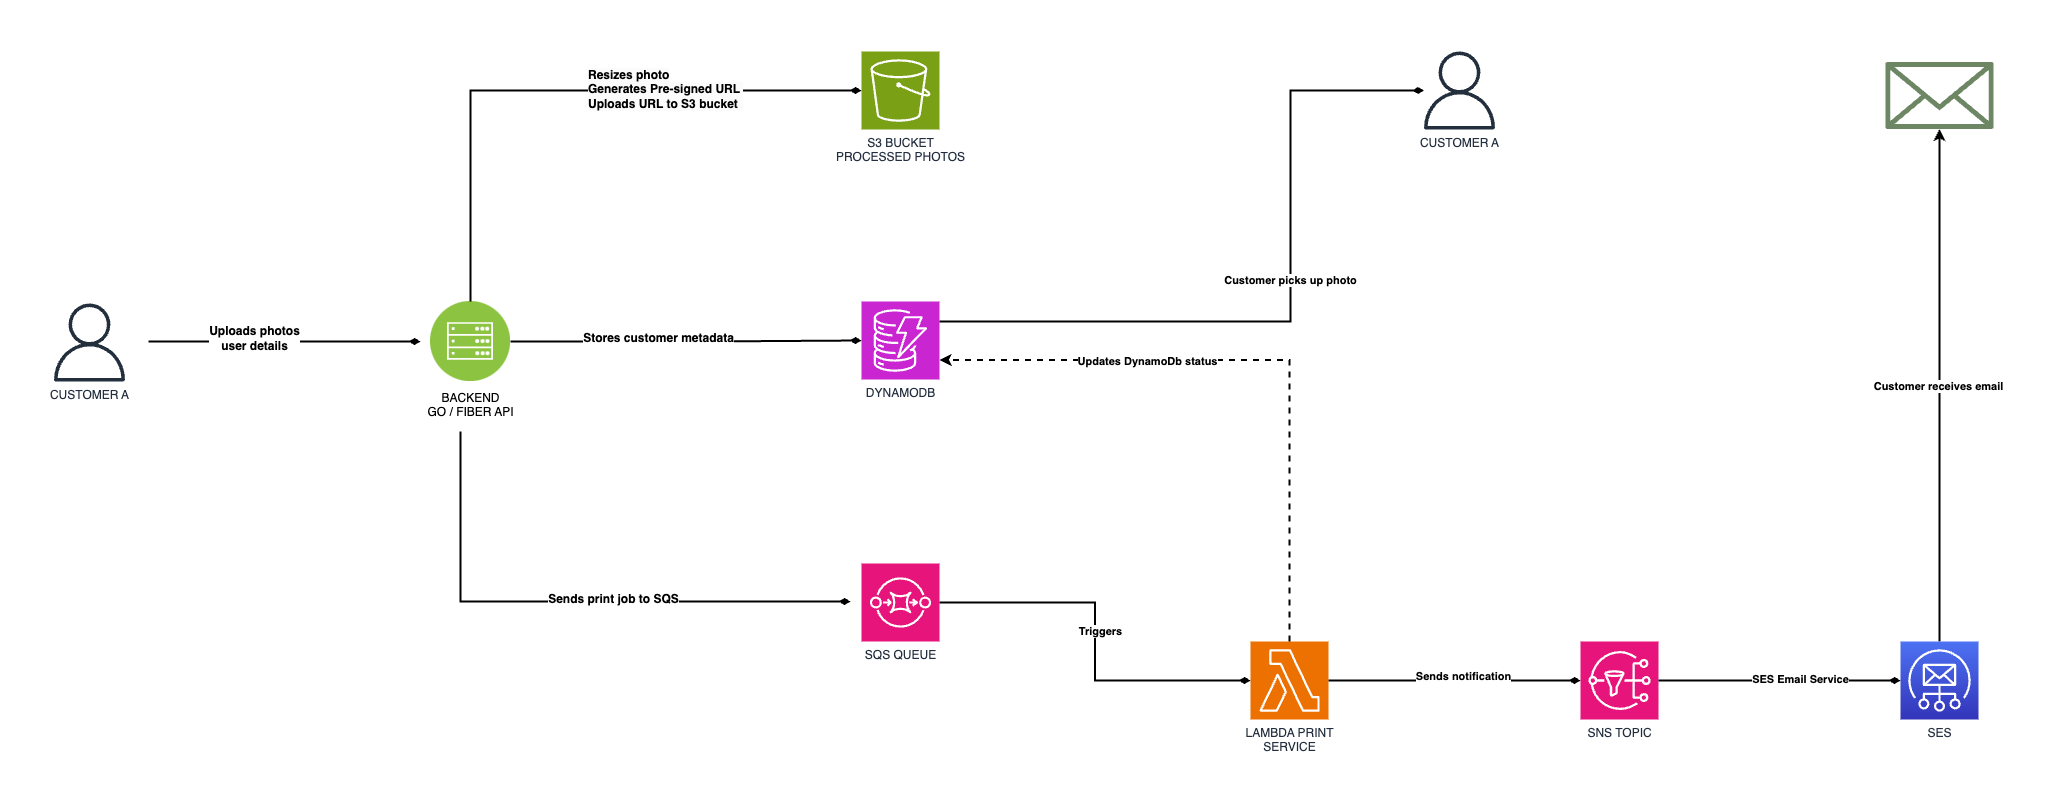 Resizes photo
Generates Pre-signed URL
Uploads URL to S3 bucket
S3 BUCKET
PROCESSED PHOTOS
CUSTOMER A
Customer picks up photo
Uploads photos
user details
CUSTOMER A
BACKEND
GO / FIBER API
Stores customer metadata
DYNAMODB
Updates DynamoDb status
Customer receives email
Sends print job to SQS
SQS QUEUE
Triggers
LAMBDA PRINT
SERVICE
Sends notification
SNS TOPIC
SES Email Service
SES